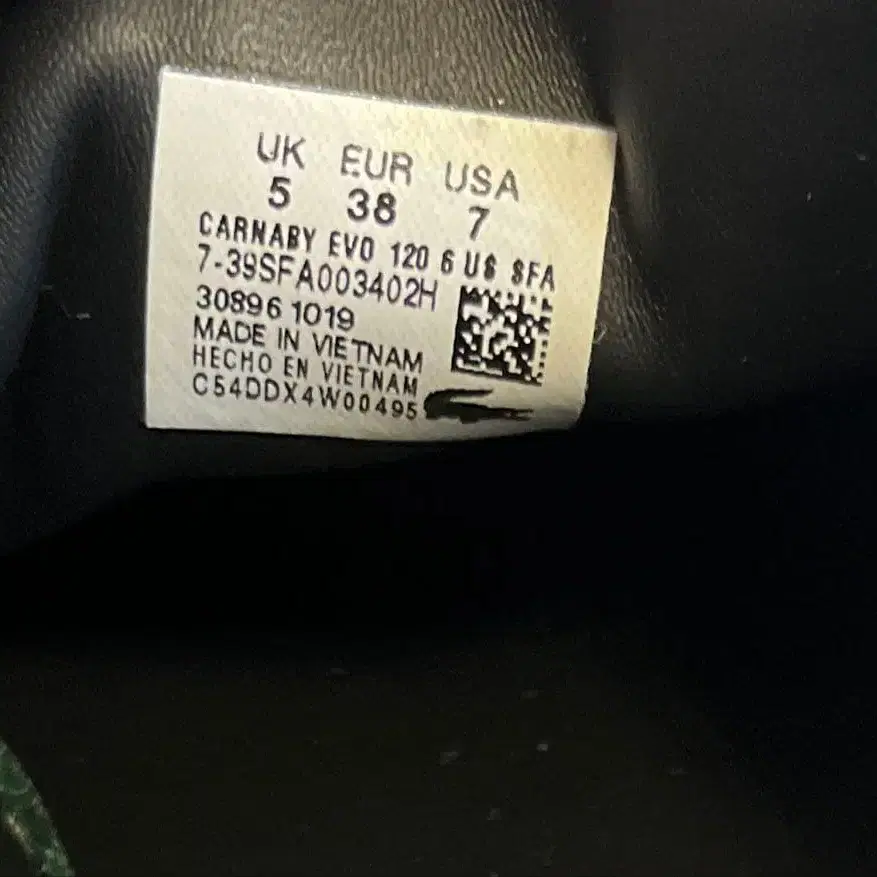 UK EUR USA
5 38 7
CARNABY EVO 120 6 US SFA
7-39SFA003402H
30896 1019
MADE IN VIETNAM
HECHO EN VIETNAM
C54DDX4W00495